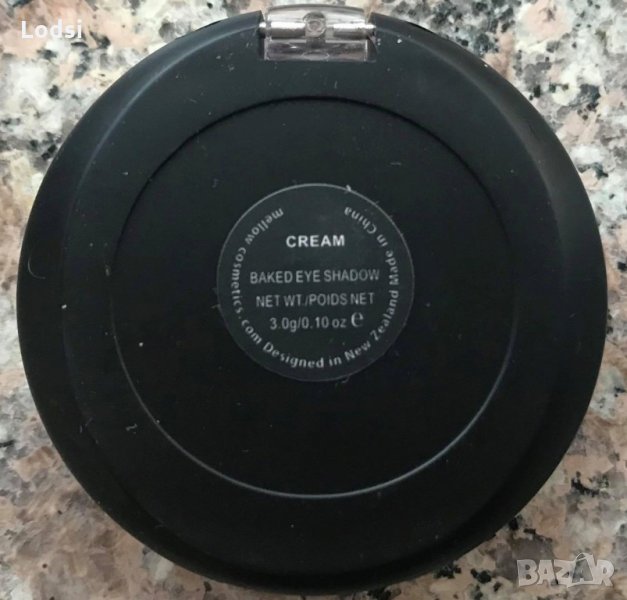 Lodsi
CREAM
BAKED EYE SHADOW
NET WT./POIDS NET
3.0g/0.10 oz e
mellow cosmetics.com Designed in New Zealand Made in China
BAZAR